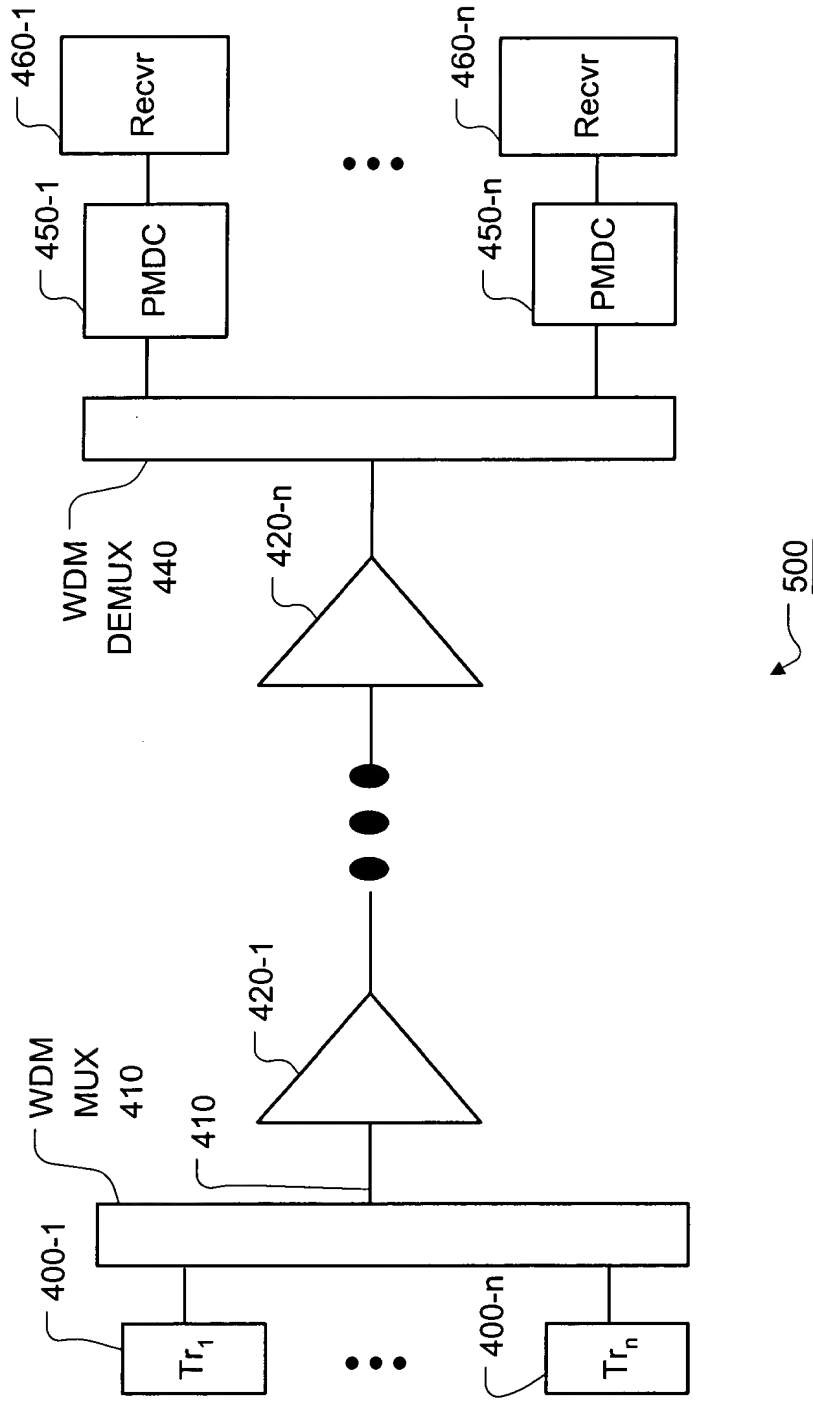 400-1
Tr1
400-n
Trn
WDM
MUX
410
410
420-1
420-n
WDM
DEMUX
440
450-1
PMDC
460-1
Recvr
450-n
PMDC
460-n
Recvr
500